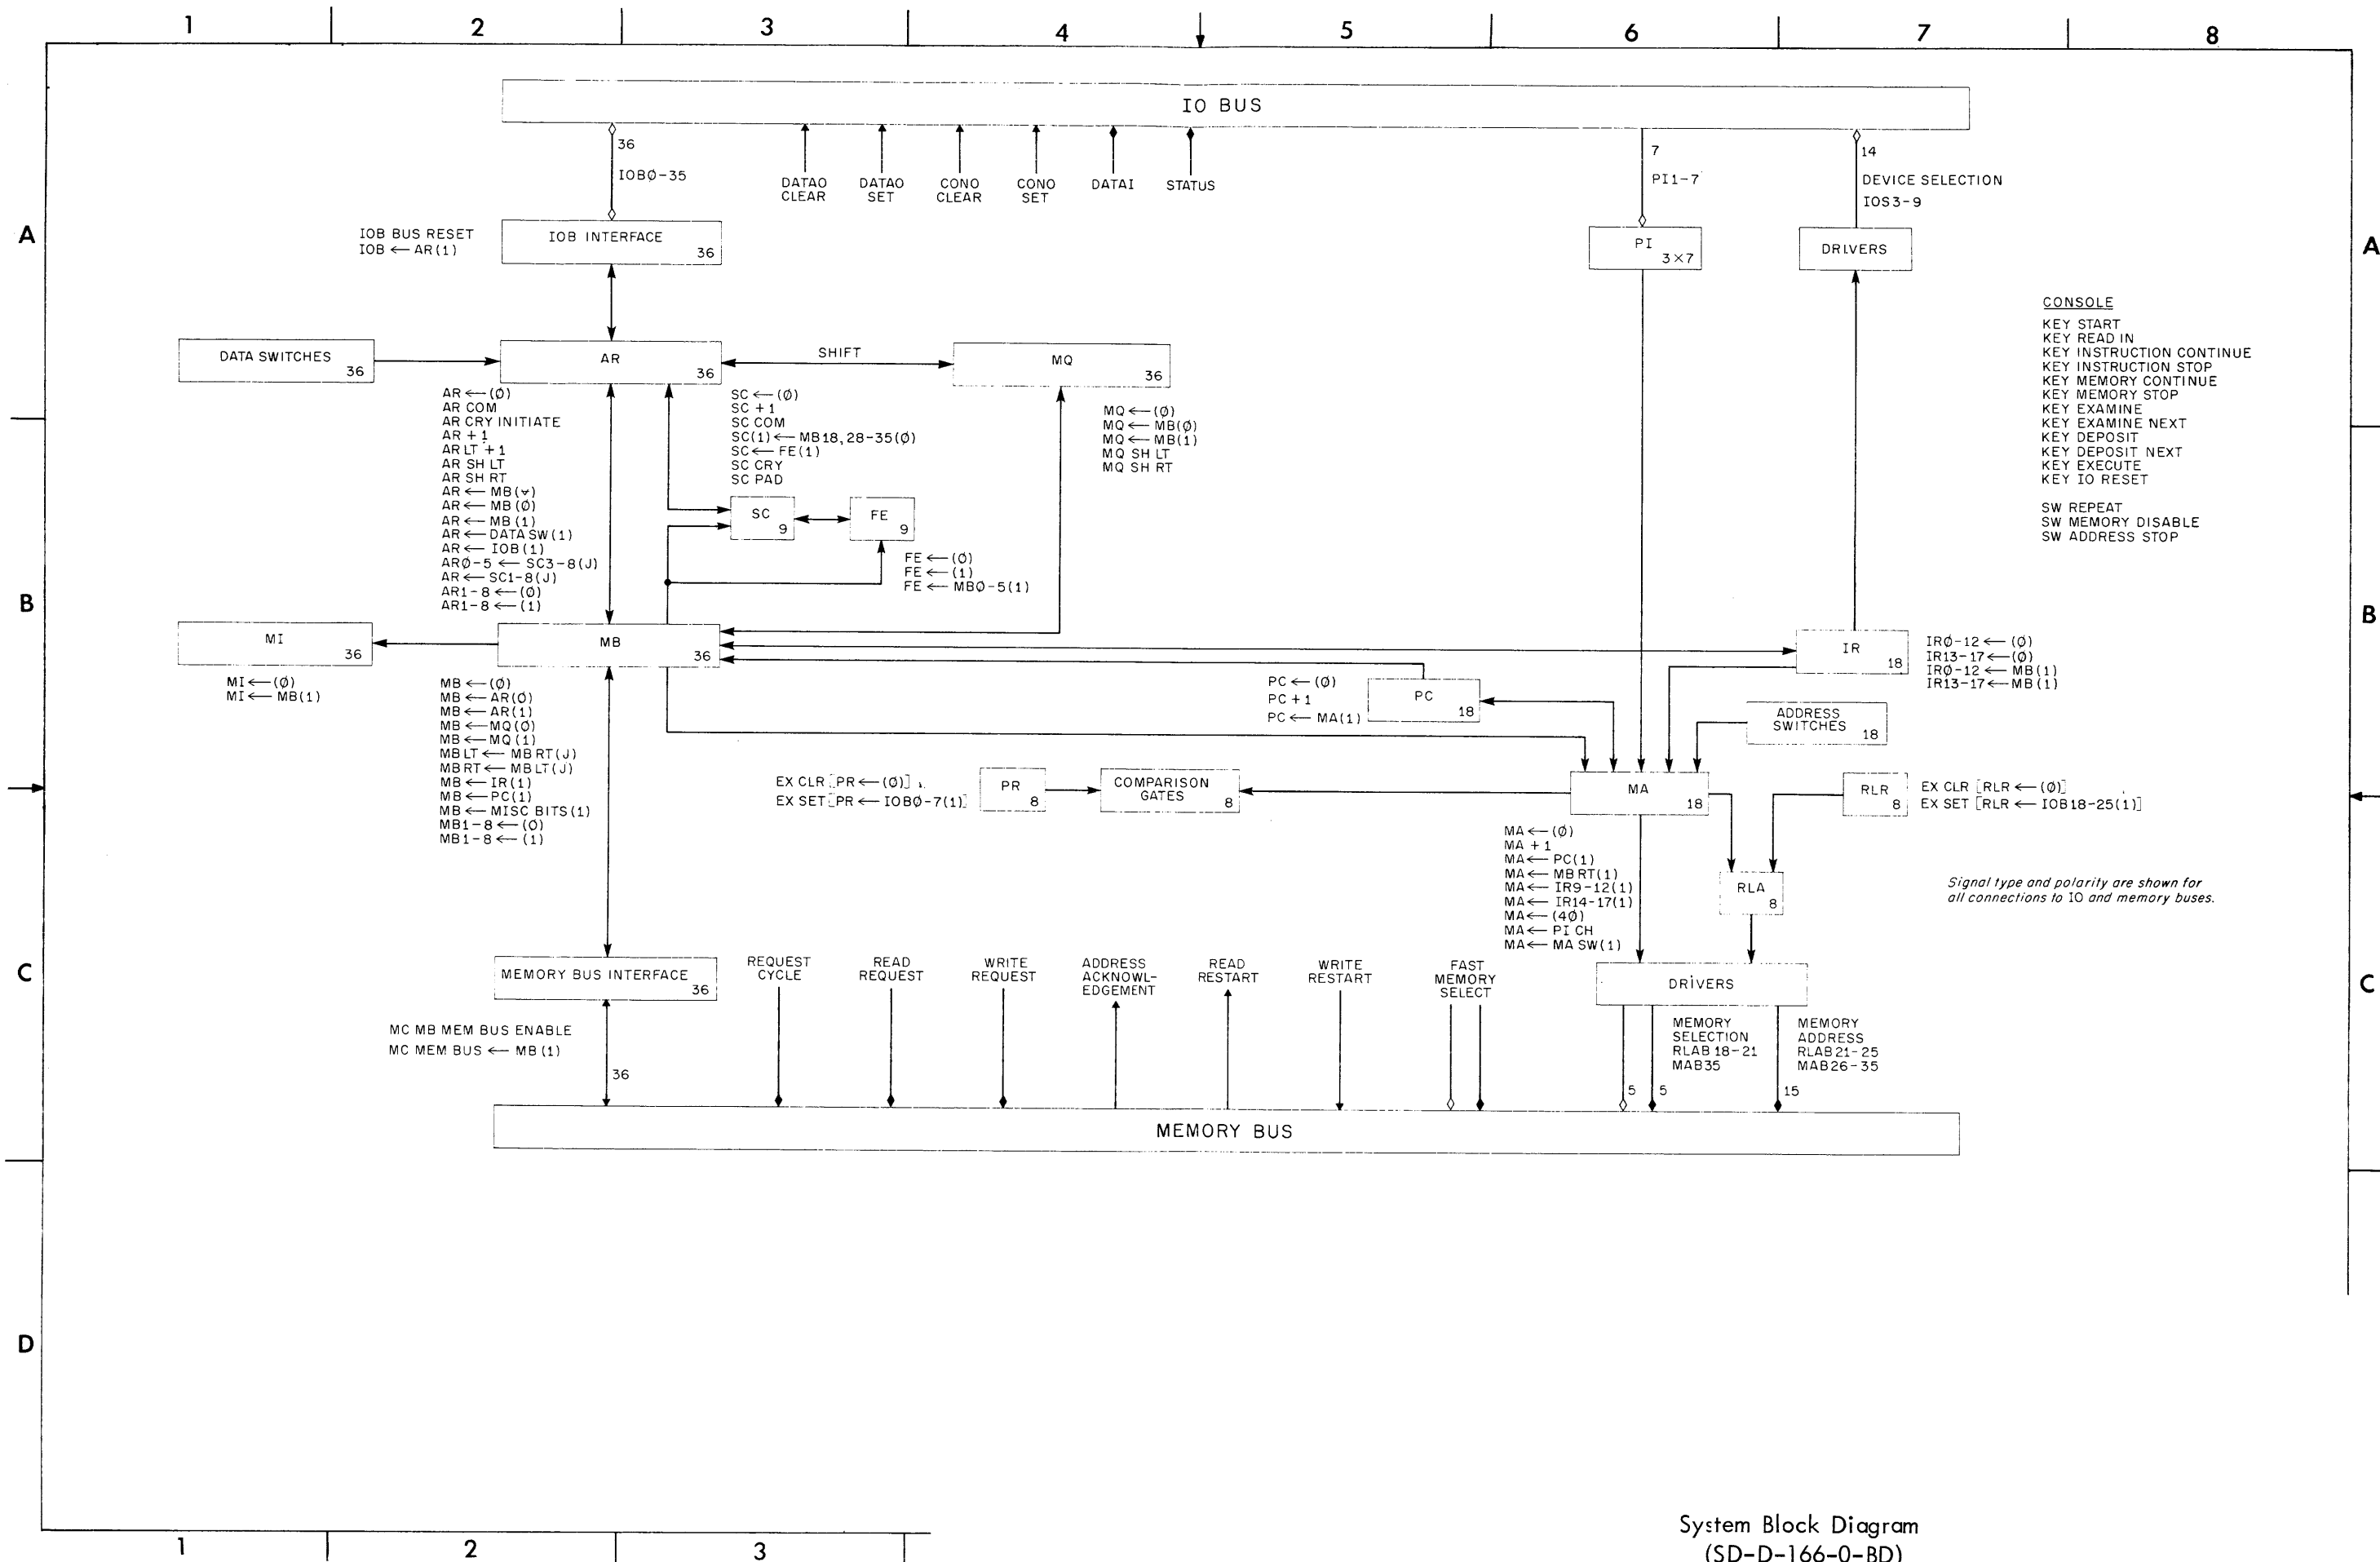 1 2 3 4 5 6 7 8
IO BUS
36
IOBØ-35
DATAO
CLEAR
DATAO
SET
CONO
CLEAR
CONO
SET
DATAI
STATUS
7
PI1-7
14
DEVICE SELECTION
IOS3-9
A
IOB BUS RESET
IOB ← AR(1)
IOB INTERFACE
36
PI
3×7
DRIVERS
A
CONSOLE
KEY START
KEY READ IN
KEY INSTRUCTION CONTINUE
KEY INSTRUCTION STOP
KEY MEMORY CONTINUE
KEY MEMORY STOP
KEY EXAMINE
KEY EXAMINE NEXT
KEY DEPOSIT
KEY DEPOSIT NEXT
KEY EXECUTE
KEY IO RESET
SW REPEAT
SW MEMORY DISABLE
SW ADDRESS STOP
DATA SWITCHES
36
AR
36
SHIFT
MQ
36
AR ← (Ø)
AR COM
AR CRY INITIATE
AR + 1
AR LT + 1
AR SH LT
AR SH RT
AR ← MB(⩝)
AR ← MB(Ø)
AR ← MB(1)
AR ← DATA SW(1)
AR ← IOB(1)
ARØ-5 ← SC3-8(J)
AR ← SC1-8(J)
AR1-8 ← (0)
AR1-8 ← (1)
SC ← (Ø)
SC + 1
SC COM
SC(1) ← MB18,28-35(Ø)
SC ← FE(1)
SC CRY
SC PAD
MQ ← (Ø)
MQ ← MB(Ø)
MQ ← MB(1)
MQ SH LT
MQ SH RT
SC
9
FE
9
FE ← (Ø)
FE ← (1)
FE ← MBØ-5(1)
B
B
MI
36
MI ← (Ø)
MI ← MB(1)
MB
36
MB ← (Ø)
MB ← AR(Ø)
MB ← AR(1)
MB ← MQ(Ø)
MB ← MQ(1)
MBLT ← MBRT(J)
MBRT ← MBLT(J)
MB ← IR(1)
MB ← PC(1)
MB ← MISC BITS(1)
MB1-8 ← (0)
MB1-8 ← (1)
IR
18
IRØ-12 ← (Ø)
IR13-17 ← (Ø)
IRØ-12 ← MB(1)
IR13-17 ← MB(1)
PC ← (Ø)
PC + 1
PC ← MA(1)
PC
18
ADDRESS
SWITCHES
18
EX CLR [PR ← (Ø)]
EX SET [PR ← IOBØ-7(1)]
PR
8
COMPARISON
GATES
8
MA
18
RLR
8
EX CLR [RLR ← (Ø)]
EX SET [RLR ← IOB18-25(1)]
MA ← (Ø)
MA + 1
MA ← PC(1)
MA ← MBRT(1)
MA ← IR9-12(1)
MA ← IR14-17(1)
MA ← (4Ø)
MA ← PI CH
MA ← MA SW(1)
RLA
8
Signal type and polarity are shown for
all connections to IO and memory buses.
C
C
MEMORY BUS INTERFACE
36
MC MB MEM BUS ENABLE
MC MEM BUS ← MB(1)
36
REQUEST
CYCLE
READ
REQUEST
WRITE
REQUEST
ADDRESS
ACKNOWL-
EDGEMENT
READ
RESTART
WRITE
RESTART
FAST
MEMORY
SELECT
DRIVERS
MEMORY
SELECTION
RLAB 18-21
MAB35
MEMORY
ADDRESS
RLAB21-25
MAB26-35
5
5
15
MEMORY BUS
D
1 2 3
System Block Diagram
(SD-D-166-0-BD)